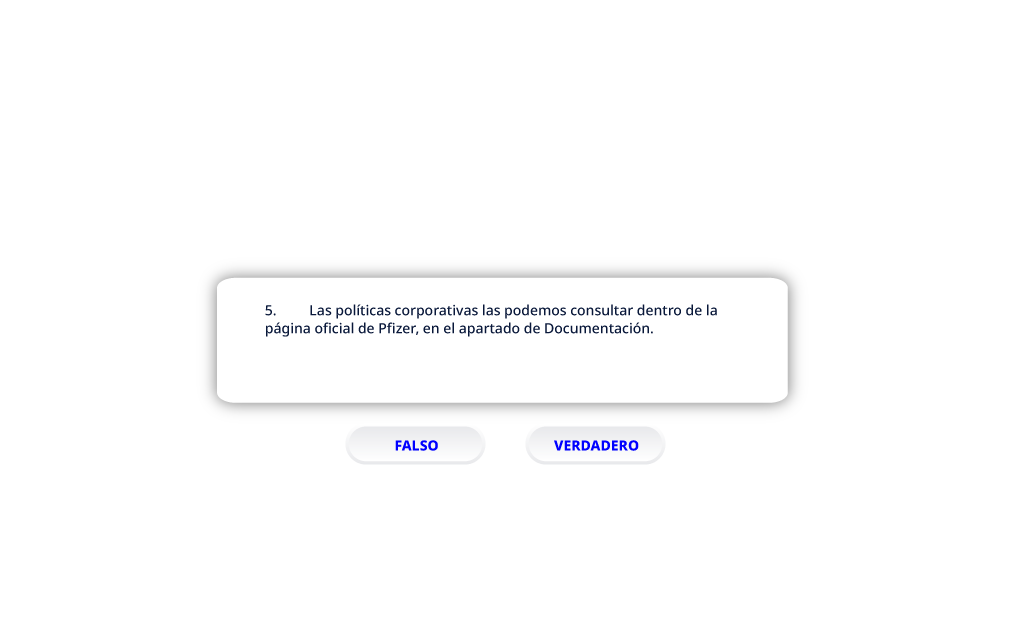 5. Las políticas corporativas las podemos consultar dentro de la
página oficial de Pfizer, en el apartado de Documentación.
FALSO VERDADERO